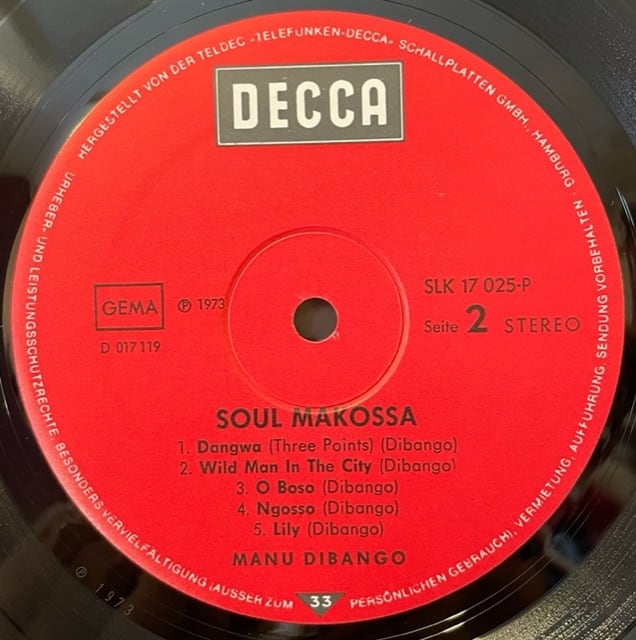 HERGESTELLT VON DER TELDEC »TELEFUNKEN-DECCA« SCHALLPLATTEN GMBH., HAMBURG · URHEBER- UND LEISTUNGSSCHUTZRECHTE, BESONDERS VERVIELFÄLTIGUNG (AUSSER ZUM PERSÖNLICHEN GEBRAUCH), VERMIETUNG, AUFFÜHRUNG, SENDUNG VORBEHALTEN
DECCA
GEMA
℗ 1973
D 017119
SLK 17 025-P
Seite 2 STEREO
SOUL MAKOSSA
1. Dangwa (Three Points) (Dibango)
2. Wild Man In The City (Dibango)
3. O Boso (Dibango)
4. Ngosso (Dibango)
5. Lily (Dibango)
MANU DIBANGO
33
℗ 1973